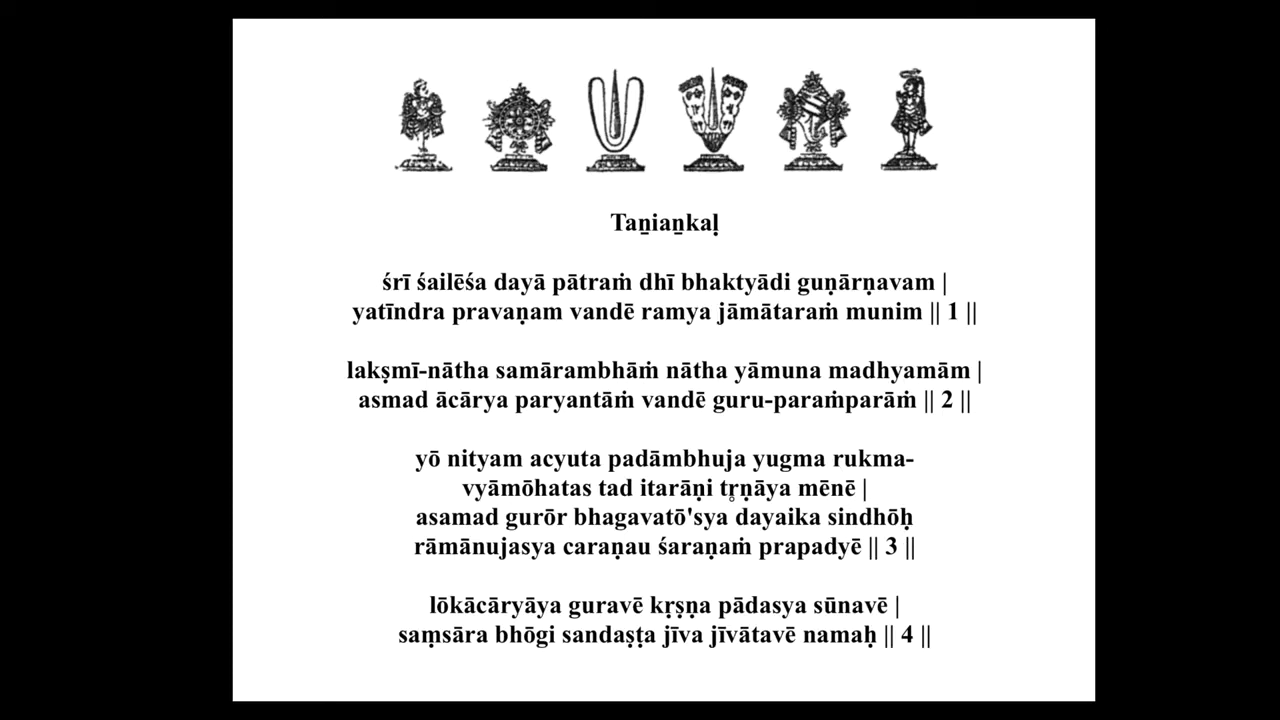 Taṉiaṉkaḷ
śrī śailēśa dayā pātraṁ dhī bhaktyādi guṇārṇavam |
yatīndra pravaṇam vandē ramya jāmātaraṁ munim || 1 ||
lakṣmī-nātha samārambhāṁ nātha yāmuna madhyamām |
asmad ācārya paryantāṁ vandē guru-paraṁparāṁ || 2 ||
yō nityam acyuta padāmbhuja yugma rukma-
vyāmōhatas tad itarāṇi tr̥ṇāya mēnē |
asamad gurōr bhagavatō'sya dayaika sindhōḥ
rāmānujasya caraṇau śaraṇaṁ prapadyē || 3 ||
lōkācāryāya guravē kṛṣṇa pādasya sūnavē |
saṃsāra bhōgi sandaṣṭa jīva jīvātavē namaḥ || 4 ||